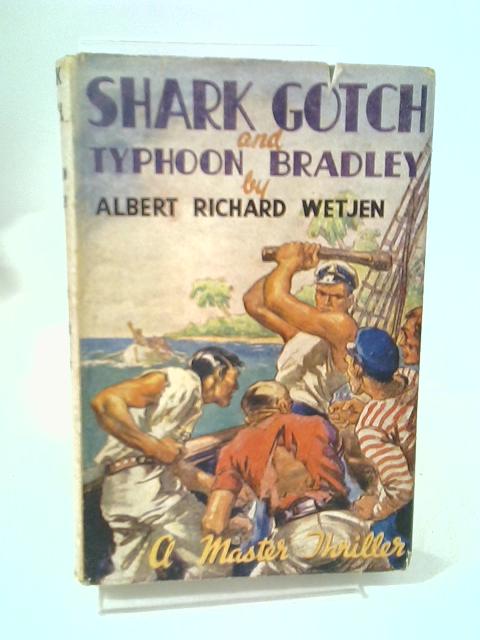 SHARK GOTCH
and
TYPHOON BRADLEY
by
ALBERT RICHARD WETJEN
A Master Thriller